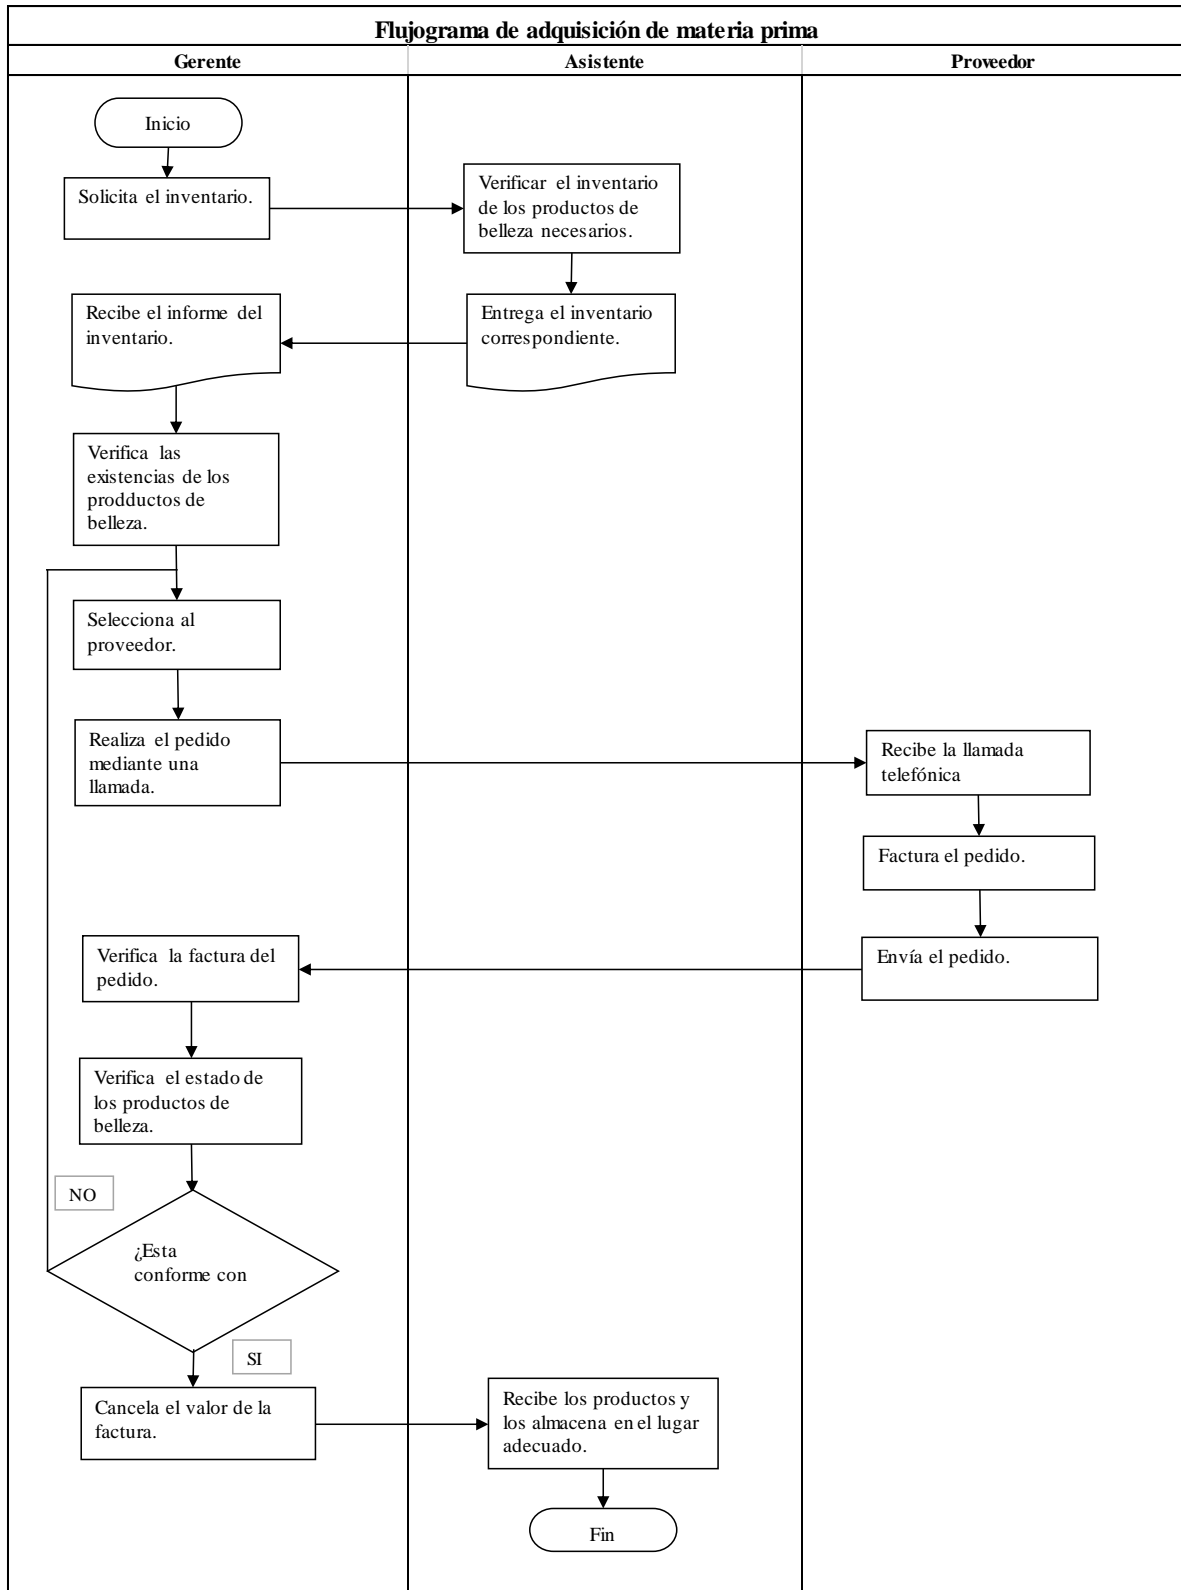 Flujograma de adquisición de materia prima
Gerente
Asistente
Proveedor
Inicio
Solicita el inventario.
Verificar el inventario
de los productos de
belleza necesarios.
Recibe el informe del
inventario.
Entrega el inventario
correspondiente.
Verifica las
existencias de los
prodductos de
belleza.
Selecciona al
proveedor.
Realiza el pedido
mediante una
llamada.
Recibe la llamada
telefónica
Factura el pedido.
Envía el pedido.
Verifica la factura del
pedido.
Verifica el estado de
los productos de
belleza.
NO
¿Esta
conforme con
SI
Cancela el valor de la
factura.
Recibe los productos y
los almacena en el lugar
adecuado.
Fin